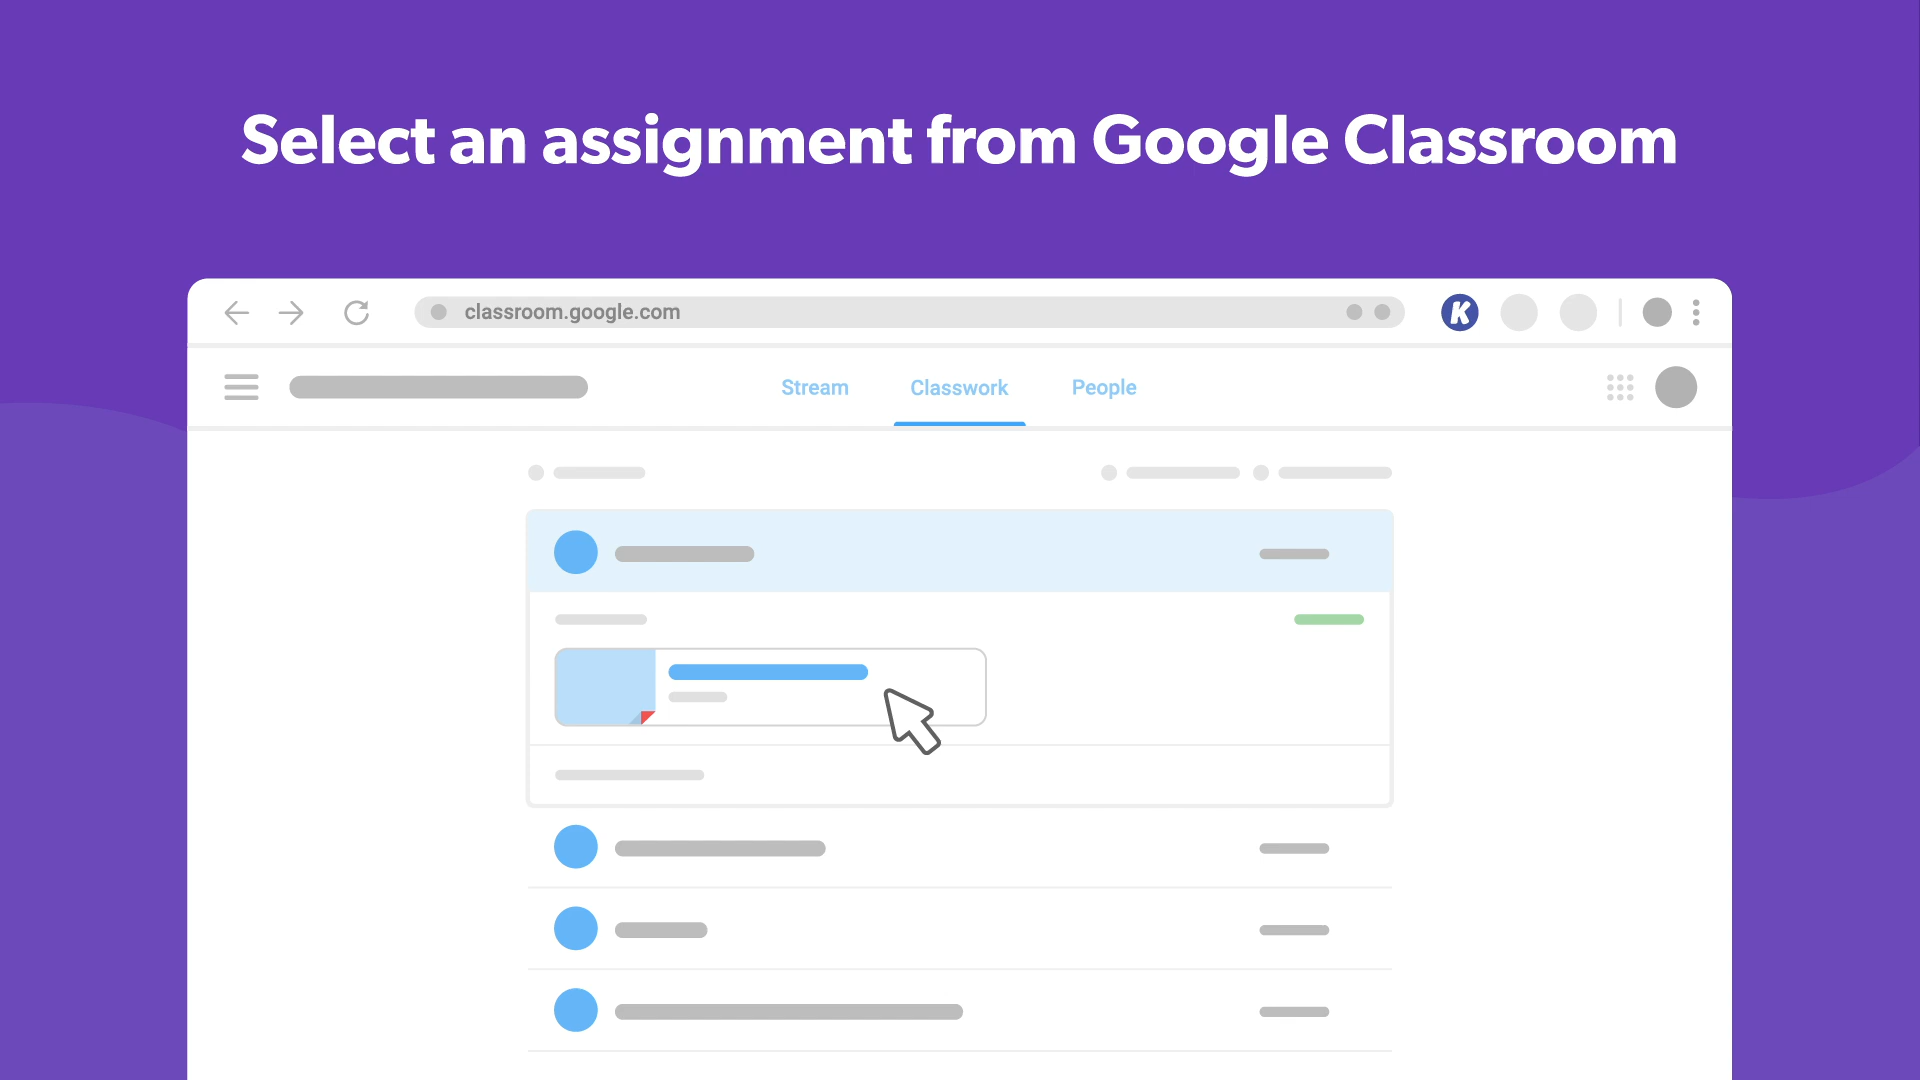 Select an assignment from Google Classroom
classroom.google.com
K
Stream Classwork People